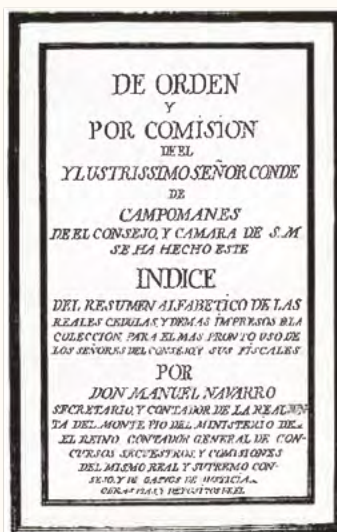 DE ORDEN
Y
POR COMISION
DE EL
YLUSTRISSIMO SEÑOR CONDE
DE
CAMPOMANES
DE EL CONSEJO, Y CAMARA DE S.M
SE HA HECHO ESTE
INDICE
DEL RESUMEN ALFABETICO DE LAS
REALES CEDULAS, Y DEMAS IMPRESOS
COLECCION, PARA EL MAS PRONTO USO DE
LOS SEÑORES DEL CONSEJO, Y SUS FISCALES
POR
DON MANUEL NAVARRO
SECRETARIO, Y CONTADOR DE LA REAL
TA DEL MONTE PIO DEL MINISTERIO DE
EL REINO CONTADOR GENERAL DE CON-
CURSOS SECUESTROS, Y COMISIONES
DEL MISMO REAL Y SUPREMO CON-
SEJO, Y DE GASTOS DE JUSTICIA